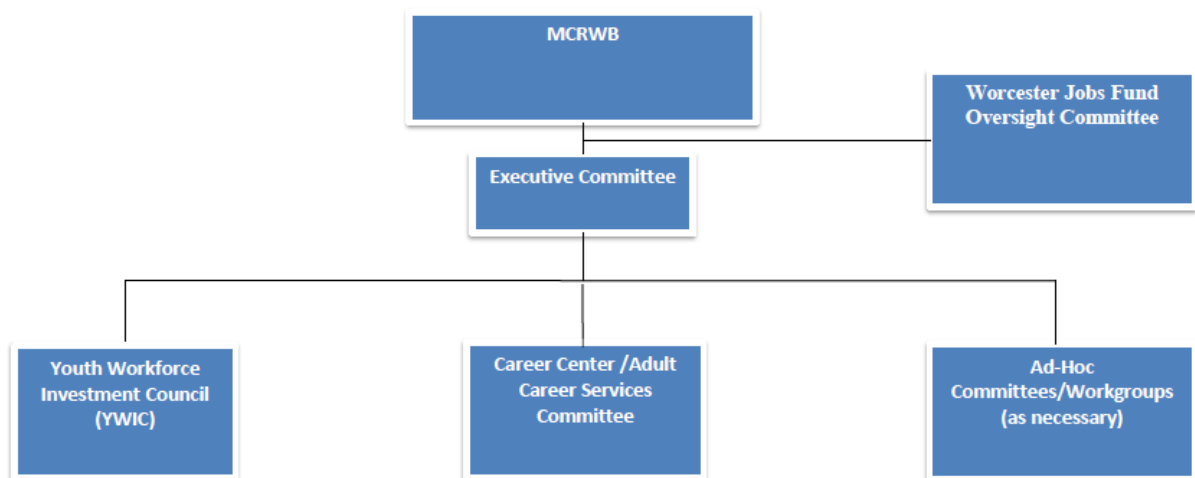 MCRWB
Worcester Jobs Fund
Oversight Committee
Executive Committee
Youth Workforce
Investment Council
(YWIC)
Career Center /Adult
Career Services
Committee
Ad-Hoc
Committees/Workgroups
(as necessary)